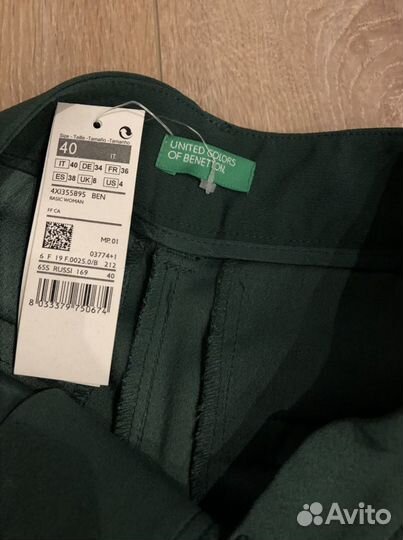 Size - Taille - Tamaño - Tamanho
40 IT
IT 40 DE 34 FR 36
ES 38 UK 8 US 4
4XI355895 BEN
BASIC WOMAN
FF CA
MP.01
03774+1
6 F 19 F.0025.0/B 212
65S RUSSI 169 40
8 033379 750674
UNITED COLORS
OF BENETTON.
Avito